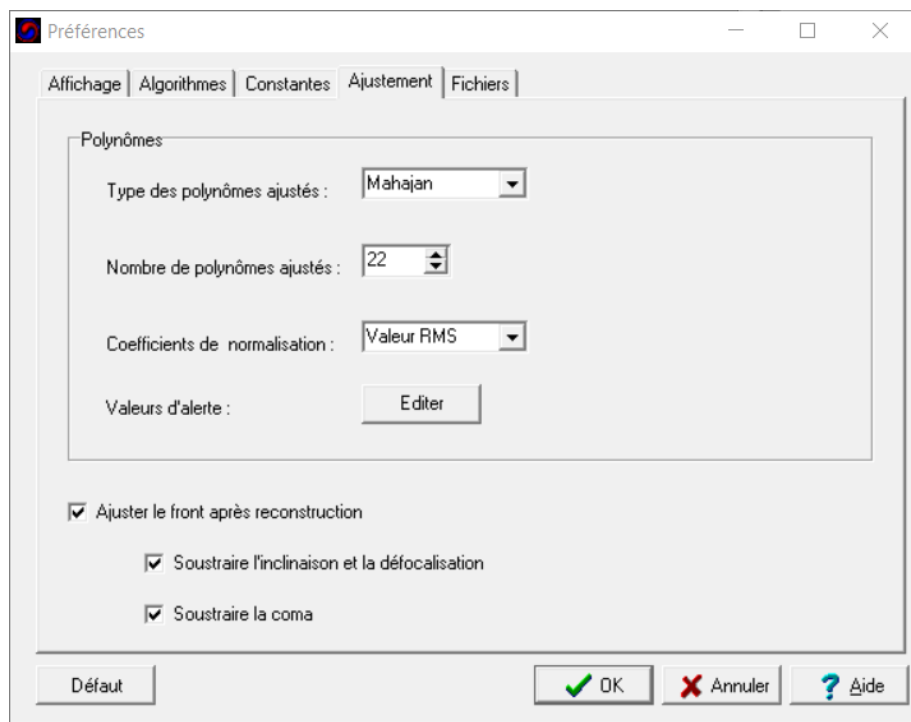 Préférences
Affichage Algorithmes Constantes Ajustement Fichiers
Polynômes
Type des polynômes ajustés : Mahajan
Nombre de polynômes ajustés : 22
Coefficients de normalisation : Valeur RMS
Valeurs d'alerte : Editer
Ajuster le front après reconstruction
Soustraire l'inclinaison et la défocalisation
Soustraire la coma
Défaut OK Annuler ? Aide